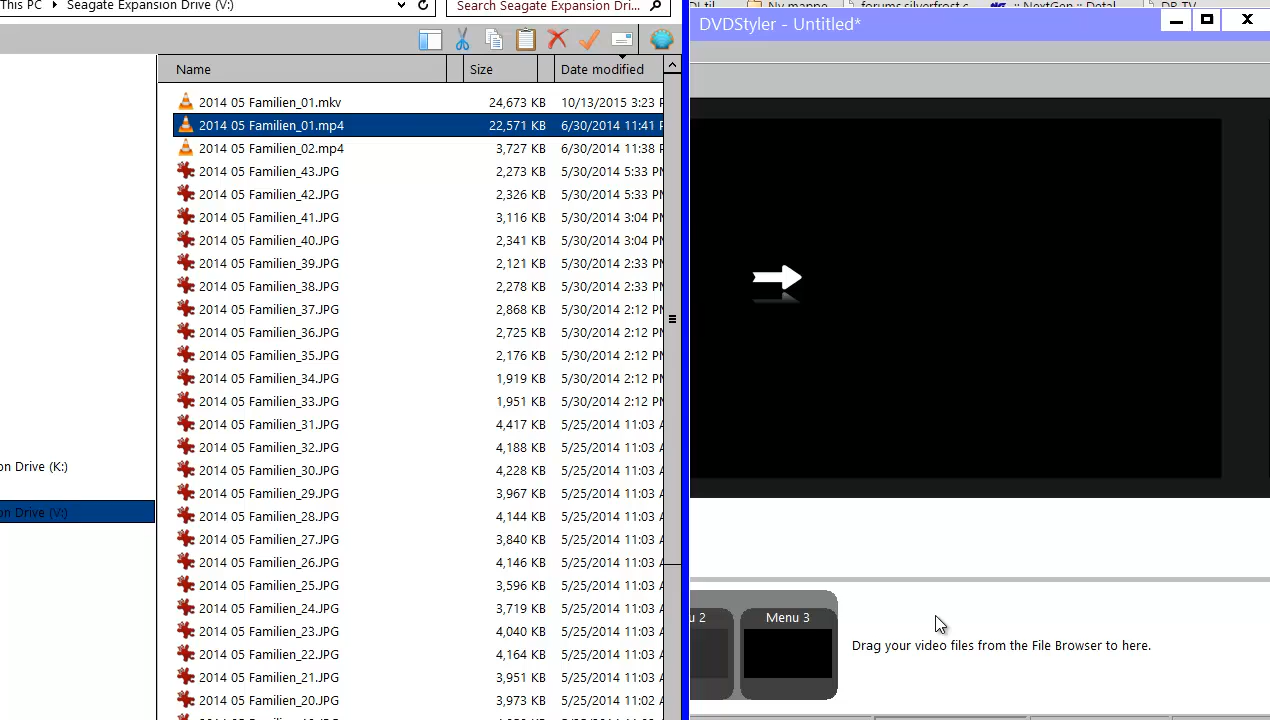 This PC Seagate Expansion Drive (V:)
Search Seagate Expansion Dri...
Ny mappe
forums.silverfrost.c
:: NextGen :: Detal
DR TV
DVDStyler - Untitled*
Name Size Date modified
2014 05 Familien_01.mkv 24,673 KB 10/13/2015 3:23 P
2014 05 Familien_01.mp4 22,571 KB 6/30/2014 11:41 P
2014 05 Familien_02.mp4 3,727 KB 6/30/2014 11:38 P
2014 05 Familien_43.JPG 2,273 KB 5/30/2014 5:33 PM
2014 05 Familien_42.JPG 2,326 KB 5/30/2014 5:33 PM
2014 05 Familien_41.JPG 3,116 KB 5/30/2014 3:04 PM
2014 05 Familien_40.JPG 2,341 KB 5/30/2014 3:04 PM
2014 05 Familien_39.JPG 2,121 KB 5/30/2014 2:33 PM
2014 05 Familien_38.JPG 2,278 KB 5/30/2014 2:33 PM
2014 05 Familien_37.JPG 2,868 KB 5/30/2014 2:12 PM
2014 05 Familien_36.JPG 2,725 KB 5/30/2014 2:12 PM
2014 05 Familien_35.JPG 2,176 KB 5/30/2014 2:12 PM
2014 05 Familien_34.JPG 1,919 KB 5/30/2014 2:12 PM
2014 05 Familien_33.JPG 1,951 KB 5/30/2014 2:12 PM
2014 05 Familien_31.JPG 4,417 KB 5/25/2014 11:03 A
2014 05 Familien_32.JPG 4,188 KB 5/25/2014 11:03 A
2014 05 Familien_30.JPG 4,228 KB 5/25/2014 11:03 A
2014 05 Familien_29.JPG 3,967 KB 5/25/2014 11:03 A
2014 05 Familien_28.JPG 4,144 KB 5/25/2014 11:03 A
2014 05 Familien_27.JPG 3,840 KB 5/25/2014 11:03 A
2014 05 Familien_26.JPG 4,146 KB 5/25/2014 11:03 A
2014 05 Familien_25.JPG 3,596 KB 5/25/2014 11:03 A
2014 05 Familien_24.JPG 3,719 KB 5/25/2014 11:03 A
2014 05 Familien_23.JPG 4,040 KB 5/25/2014 11:03 A
2014 05 Familien_22.JPG 4,164 KB 5/25/2014 11:03 A
2014 05 Familien_21.JPG 3,951 KB 5/25/2014 11:03 A
2014 05 Familien_20.JPG 3,973 KB 5/25/2014 11:02 A
on Drive (K:)
on Drive (V:)
u 2
Menu 3
Drag your video files from the File Browser to here.